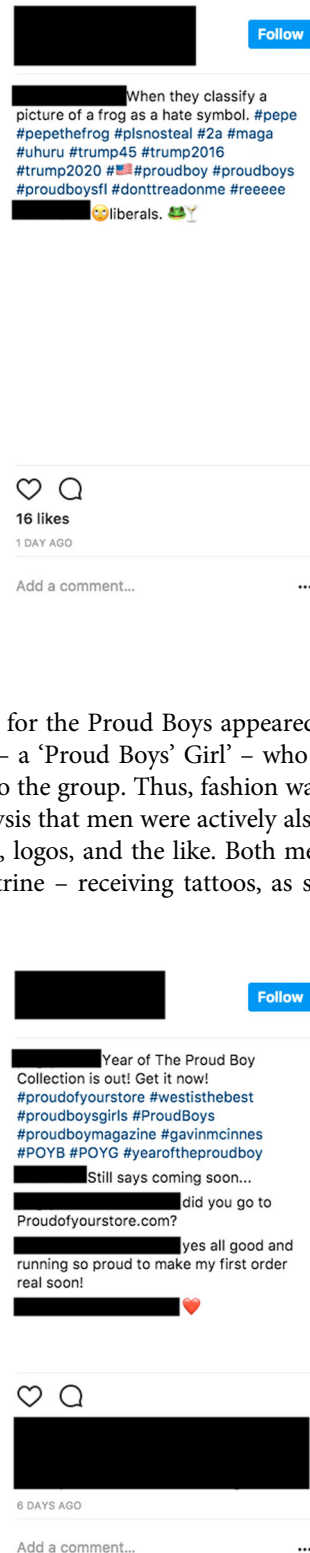 Follow
When they classify a
picture of a frog as a hate symbol. #pepe
#pepethefrog #plsnosteal #2a #maga
#uhuru #trump45 #trump2016
#trump2020 #🇺🇸#proudboy #proudboys
#proudboysfl #donttreadonme #reeeee
🙄liberals. 🐸🍸
16 likes
1 DAY AGO
Add a comment...
for the Proud Boys appeared
– a ‘Proud Boys’ Girl’ – who
o the group. Thus, fashion wa
ysis that men were actively als
, logos, and the like. Both me
trine – receiving tattoos, as s
Follow
Year of The Proud Boy
Collection is out! Get it now!
#proudofyourstore #westisthebest
#proudboysgirls #ProudBoys
#proudboymagazine #gavinmcinnes
#POYB #POYG #yearoftheproudboy
Still says coming soon...
did you go to
Proudofyourstore.com?
yes all good and
running so proud to make my first order
real soon!
❤️
6 DAYS AGO
Add a comment...